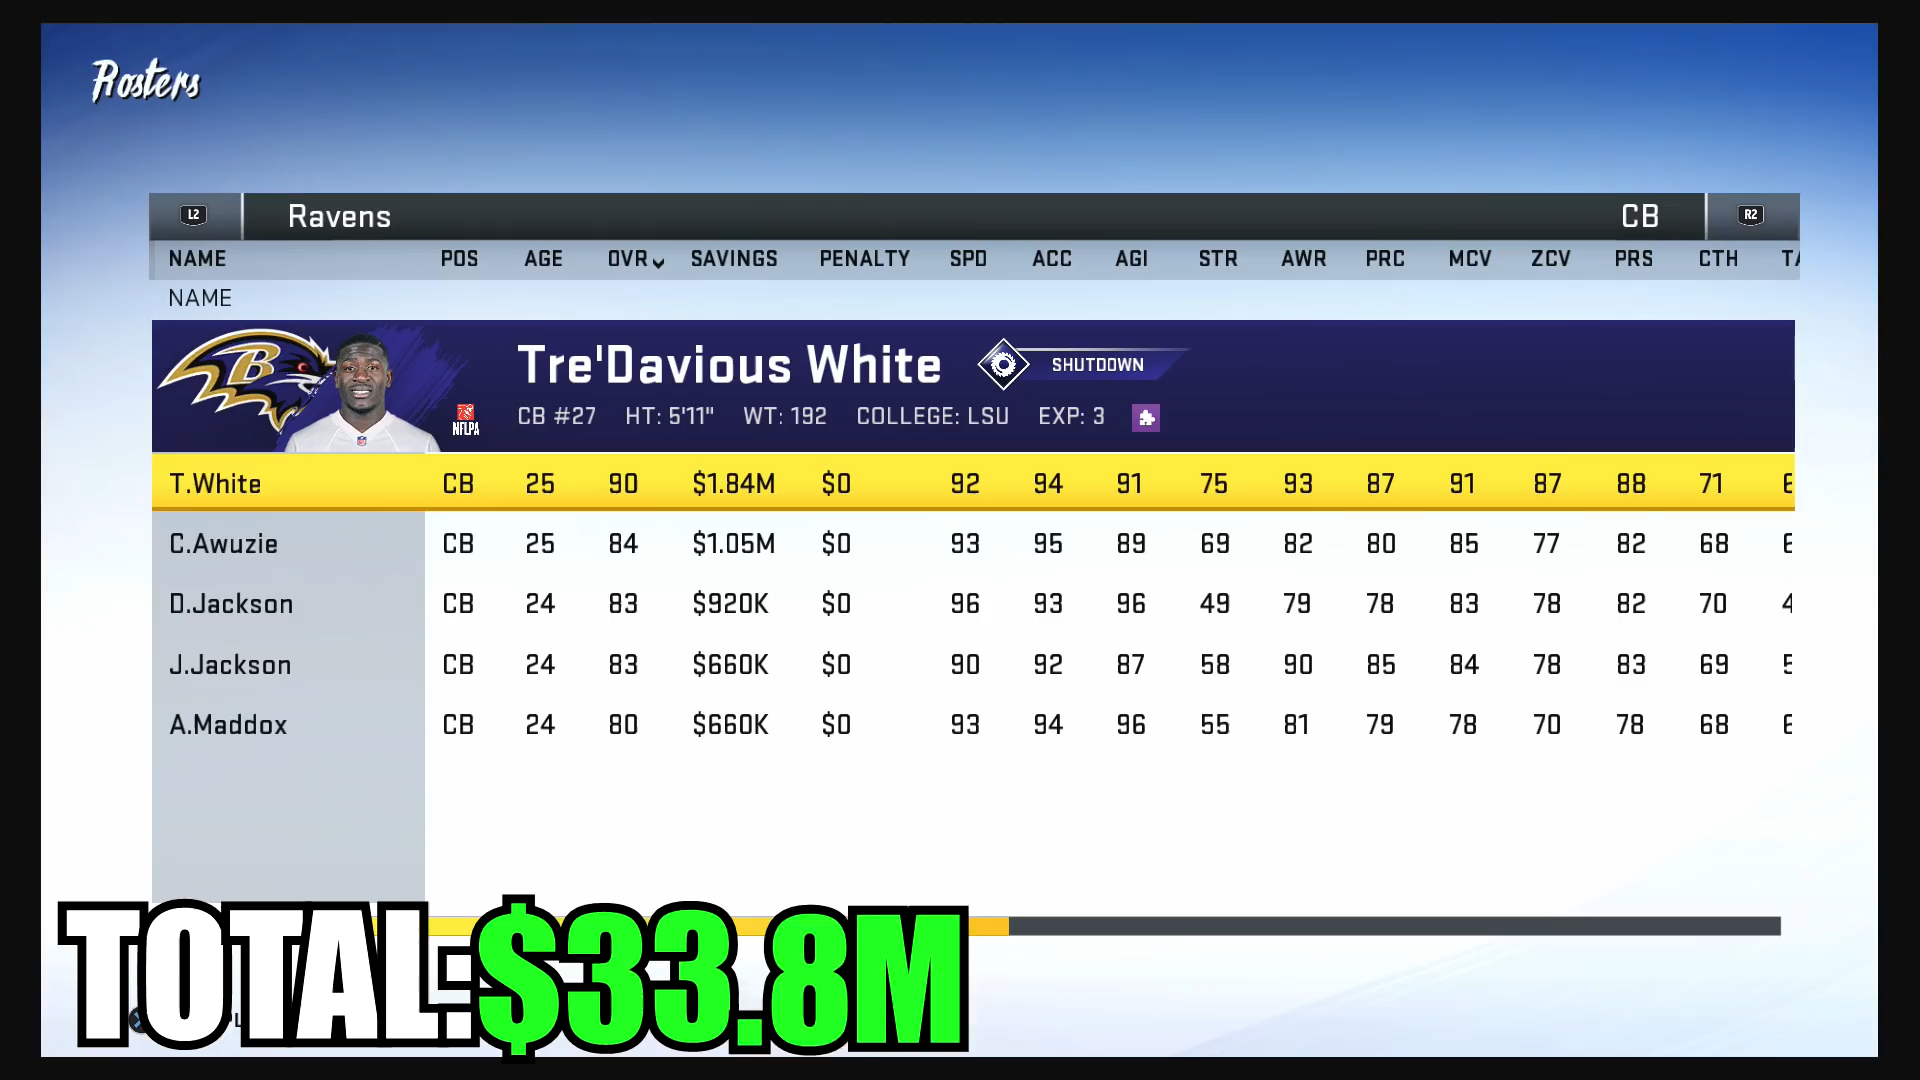 Rosters
L2 Ravens CB R2
NAME POS AGE OVR SAVINGS PENALTY SPD ACC AGI STR AWR PRC MCV ZCV PRS CTH
NAME
B
Tre'Davious White SHUTDOWN
NFLPA CB #27 HT: 5'11" WT: 192 COLLEGE: LSU EXP: 3
T.White CB 25 90 $1.84M $0 92 94 91 75 93 87 91 87 88 71
C.Awuzie CB 25 84 $1.05M $0 93 95 89 69 82 80 85 77 82 68
D.Jackson CB 24 83 $920K $0 96 93 96 49 79 78 83 78 82 70
J.Jackson CB 24 83 $660K $0 90 92 87 58 90 85 84 78 83 69
A.Maddox CB 24 80 $660K $0 93 94 96 55 81 79 78 70 78 68
TOTAL:$33.8M